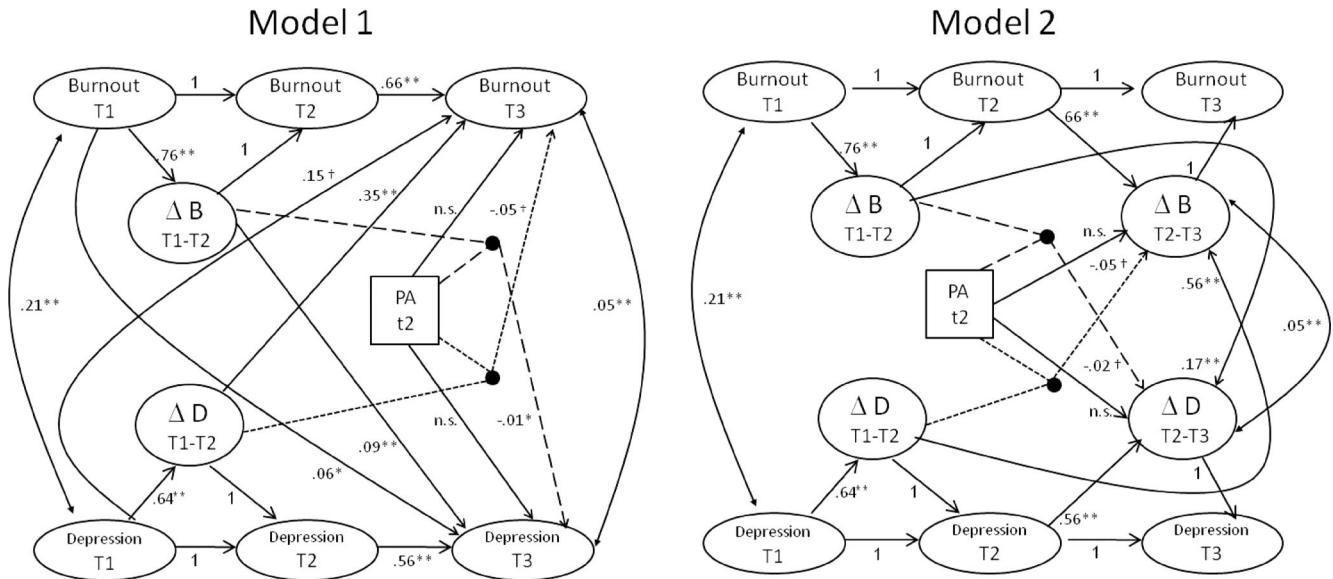 Model 1
Burnout
T1
1
Burnout
T2
.66**
Burnout
T3
.76**
1
Δ B
T1-T2
.15†
.35**
n.s.
-.05†
PA
t2
.21**
.05**
Δ D
T1-T2
n.s.
-.01*
.09**
.06*
.64**
1
Depression
T1
1
Depression
T2
.56**
Depression
T3
Model 2
Burnout
T1
1
Burnout
T2
1
Burnout
T3
.76**
1
.66**
1
Δ B
T1-T2
Δ B
T2-T3
n.s.
-.05†
.56**
PA
t2
.21**
.05**
-.02†
.17**
Δ D
T1-T2
n.s.
Δ D
T2-T3
.64**
1
1
.56**
Depression
T1
1
Depression
T2
1
Depression
T3